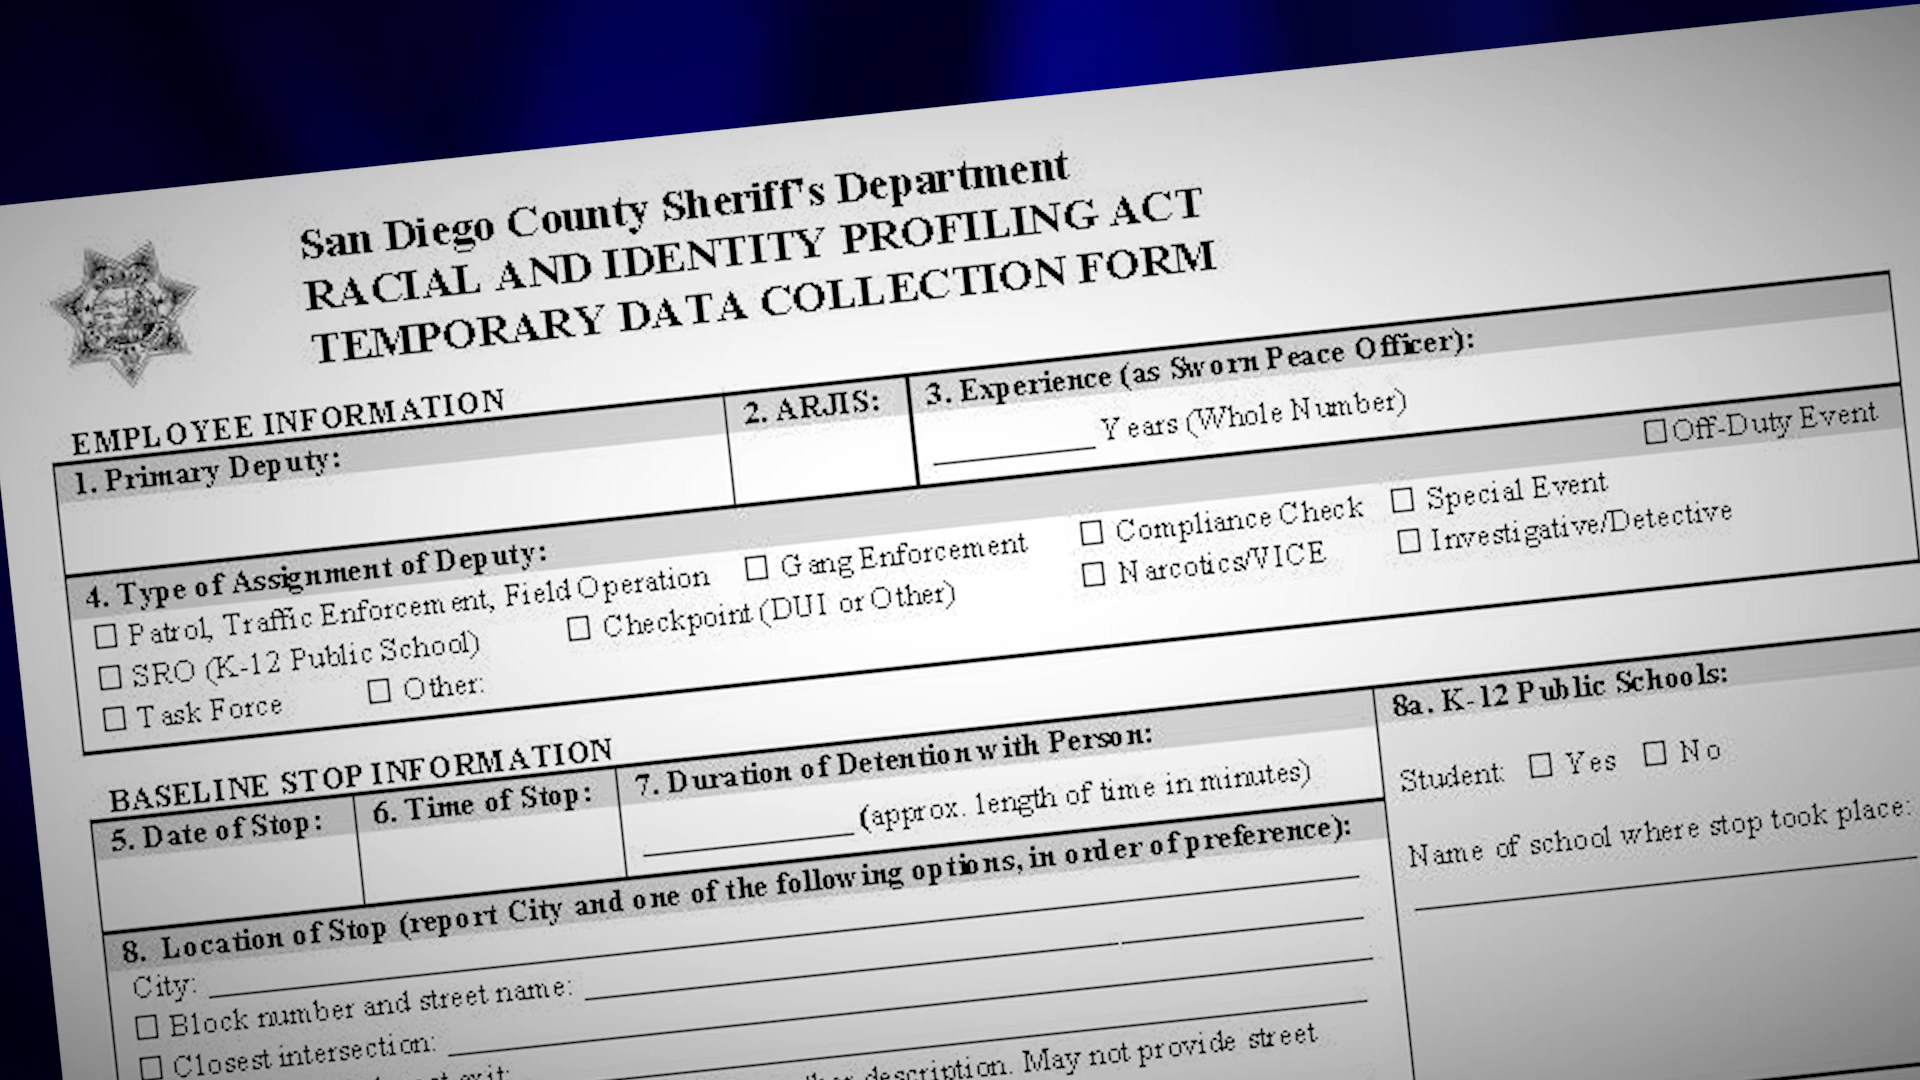 San Diego County Sheriff's Department
RACIAL AND IDENTITY PROFILING ACT
TEMPORARY DATA COLLECTION FORM
EMPLOYEE INFORMATION
1. Primary Deputy:
2. ARJIS:
3. Experience (as Sworn Peace Officer):
Years (Whole Number)
4. Type of Assignment of Deputy:
☐ Off-Duty Event
☐ Patrol, Traffic Enforcement, Field Operation ☐ Gang Enforcement ☐ Compliance Check ☐ Special Event
☐ SRO (K-12 Public School) ☐ Checkpoint (DUI or Other) ☐ Narcotics/VICE ☐ Investigative/Detective
☐ Task Force ☐ Other:
BASELINE STOP INFORMATION
5. Date of Stop:
6. Time of Stop:
7. Duration of Detention with Person:
(approx. length of time in minutes)
8. Location of Stop (report City and one of the following options, in order of preference):
City:
☐ Block number and street name:
☐ Closest intersection:
exit:
description. May not provide street
8a. K-12 Public Schools:
Student: ☐ Yes ☐ No
Name of school where stop took place: